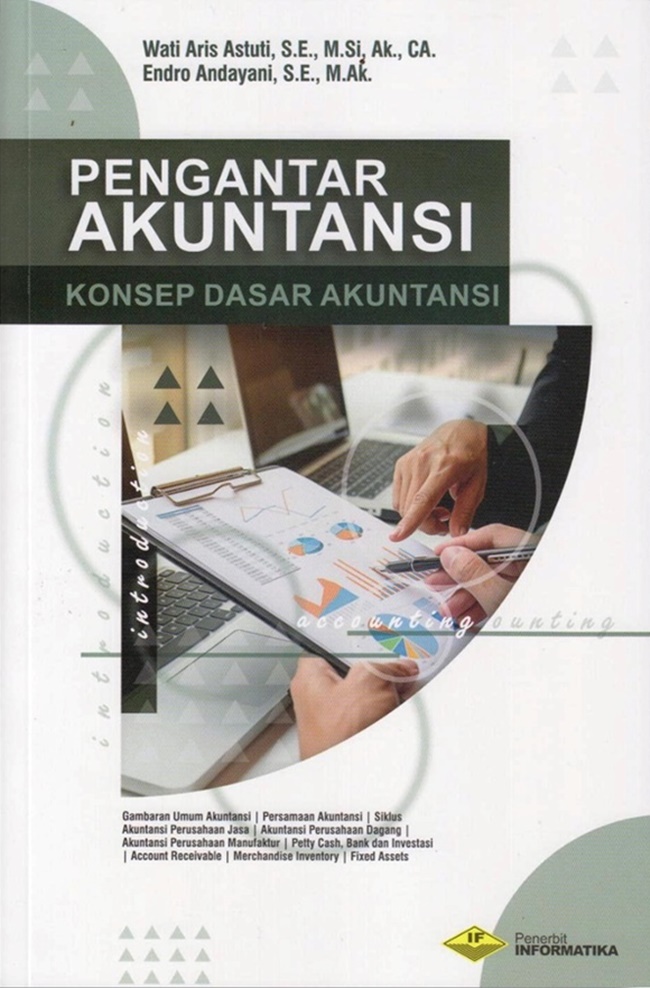 Wati Aris Astuti, S.E., M.Si, Ak., CA.
Endro Andayani, S.E., M.Ak.
PENGANTAR
AKUNTANSI
KONSEP DASAR AKUNTANSI
introduction
introduction
accounting
ounting
Gambaran Umum Akuntansi | Persamaan Akuntansi | Siklus
Akuntansi Perusahaan Jasa | Akuntansi Perusahaan Dagang |
Akuntansi Perusahaan Manufaktur | Petty Cash, Bank dan Investasi
| Account Receivable | Merchandise Inventory | Fixed Assets
IF
Penerbit
INFORMATIKA